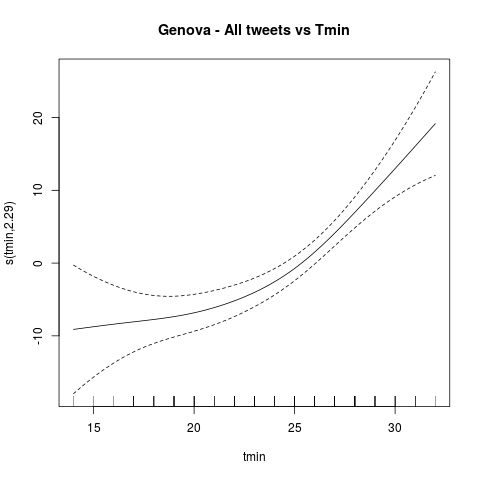 Genova - All tweets vs Tmin
s(tmin,2.29)
20
10
0
-10
15 20 25 30
tmin